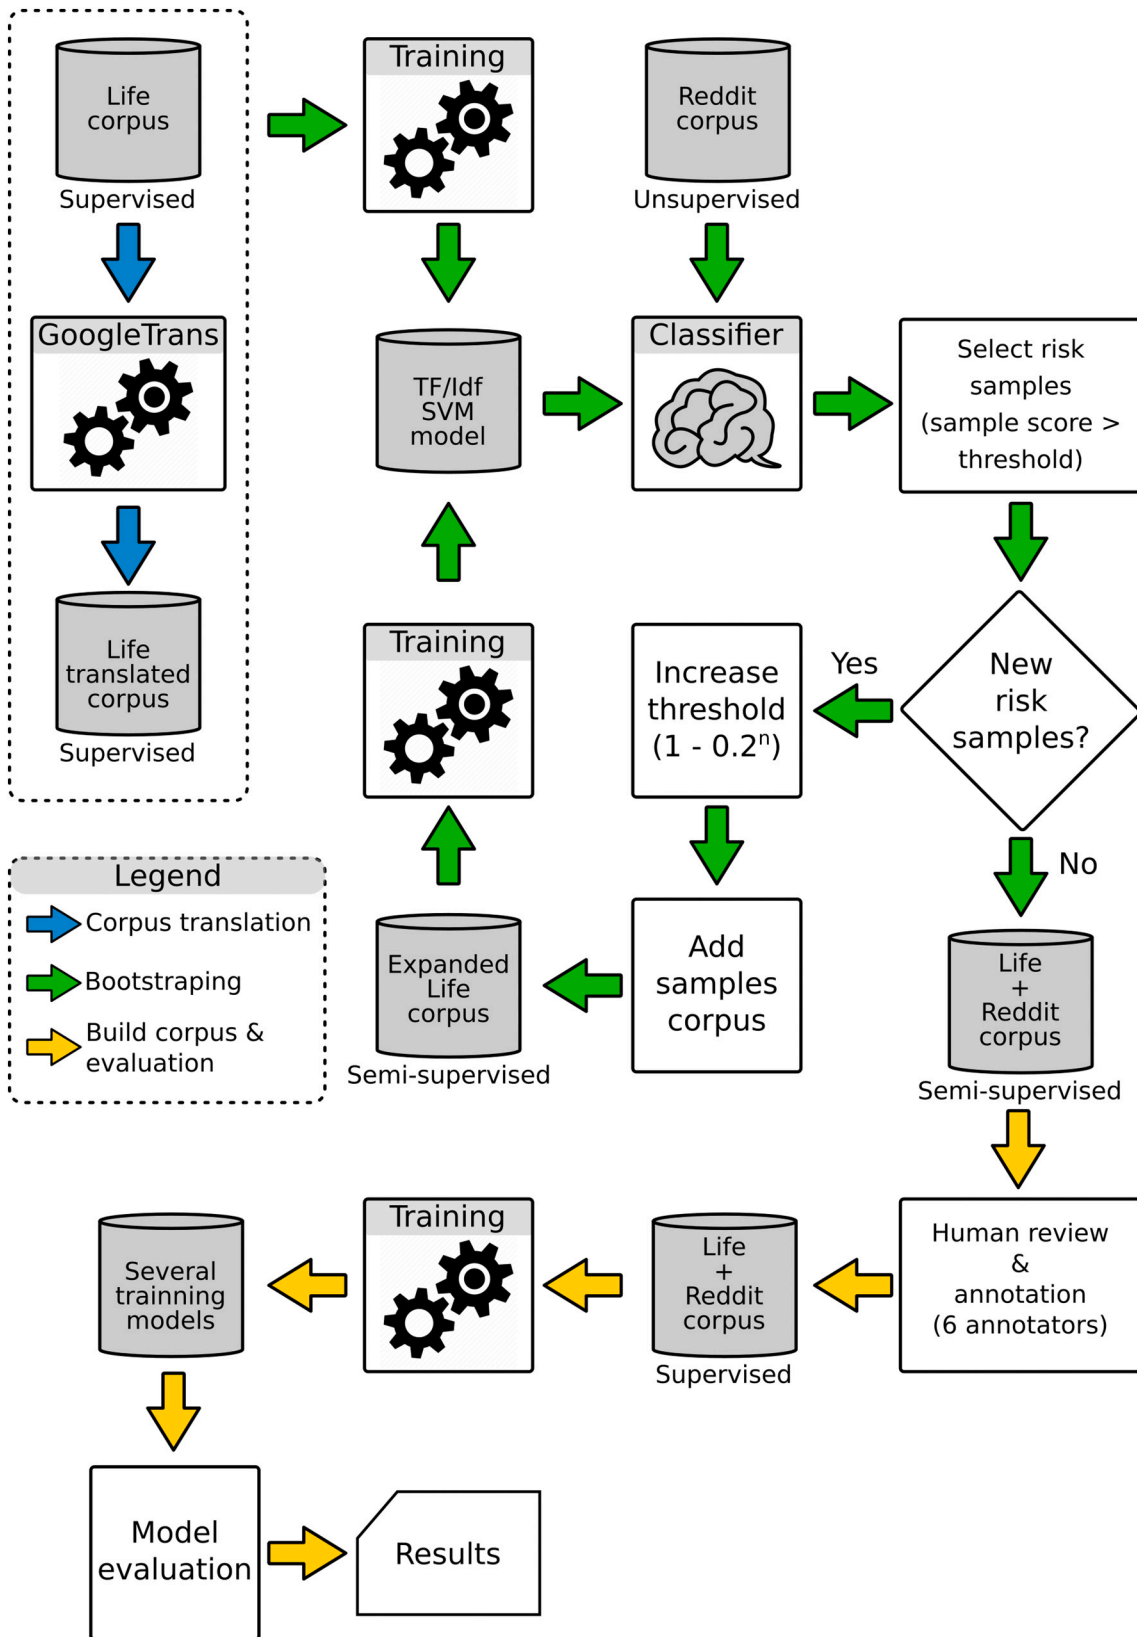 Life
corpus
Supervised
GoogleTrans
Life
translated
corpus
Supervised
Training
Reddit
corpus
Unsupervised
TF/Idf
SVM
model
Classifier
Select risk
samples
(sample score >
threshold)
New
risk
samples?
Yes
No
Increase
threshold
(1 - 0.2ⁿ)
Add
samples
corpus
Expanded
Life
corpus
Semi-supervised
Training
Legend
Corpus translation
Bootstraping
Build corpus &
evaluation
Life
+
Reddit
corpus
Semi-supervised
Human review
&
annotation
(6 annotators)
Life
+
Reddit
corpus
Supervised
Training
Several
trainning
models
Model
evaluation
Results